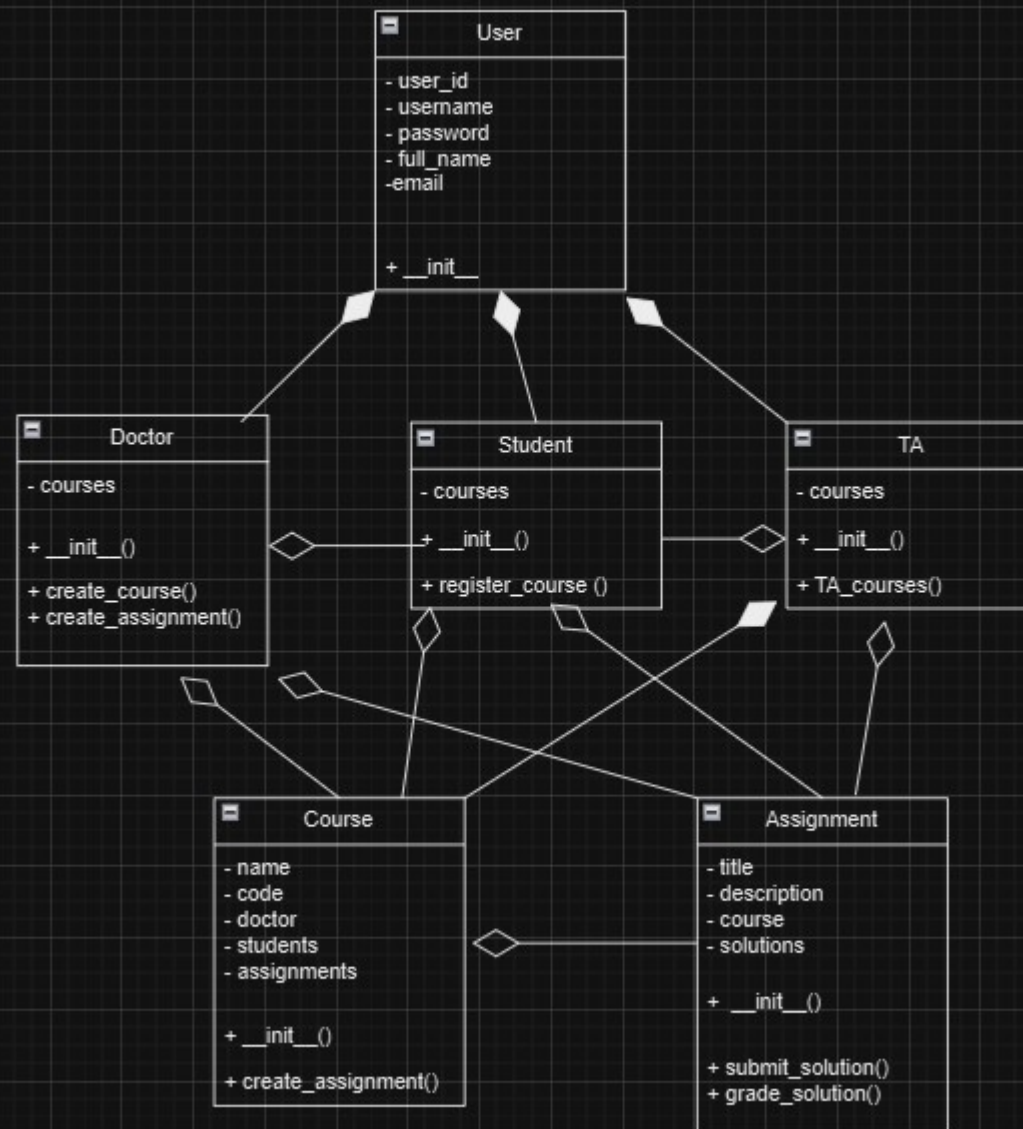 User
- user_id
- username
- password
- full_name
-email
+ __init__
Doctor
- courses
+ __init__()
+ create_course()
+ create_assignment()
Student
- courses
+ __init__()
+ register_course ()
TA
- courses
+ __init__()
+ TA_courses()
Course
- name
- code
- doctor
- students
- assignments
+ __init__()
+ create_assignment()
Assignment
- title
- description
- course
- solutions
+ __init__()
+ submit_solution()
+ grade_solution()